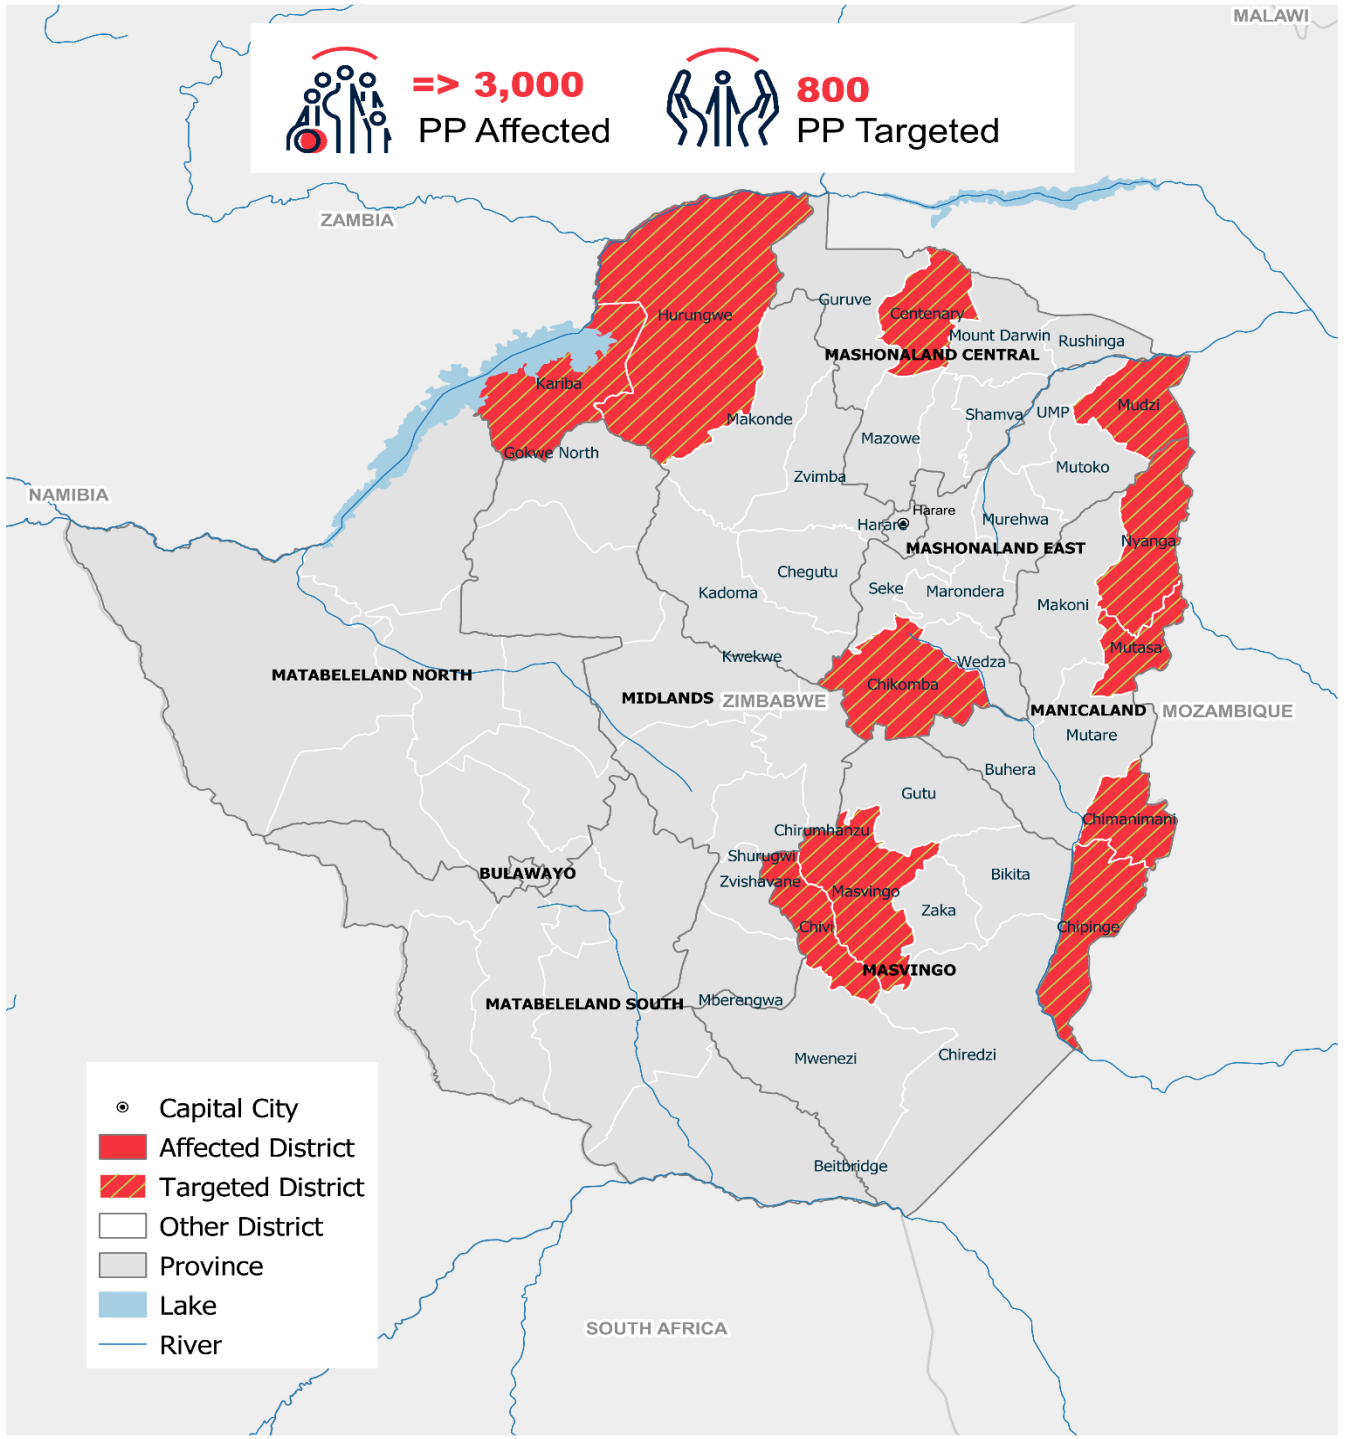 MALAWI
=> 3,000
PP Affected
800
PP Targeted
ZAMBIA
Guruve
Hurungwe
Centenary
Mount Darwin
Rushinga
MASHONALAND CENTRAL
Kariba
Mudzi
Makonde
Shamva
UMP
Mazowe
Gokwe North
Mutoko
Zvimba
NAMIBIA
Harare
Harare
Murehwa
Nyanga
MASHONALAND EAST
Chegutu
Kadoma
Seke
Marondera
Makoni
Mutasa
Kwekwe
Wedza
MATABELELAND NORTH
Chikomba
MIDLANDS
ZIMBABWE
MANICALAND
MOZAMBIQUE
Mutare
Buhera
Gutu
Chimanimani
Chirumhanzu
Shurugwi
BULAWAYO
Zvishavane
Masvingo
Bikita
Zaka
Chivi
Chipinge
MASVINGO
MATABELELAND SOUTH
Mberengwa
Mwenezi
Chiredzi
Beitbridge
Capital City
Affected District
Targeted District
Other District
Province
Lake
River
SOUTH AFRICA